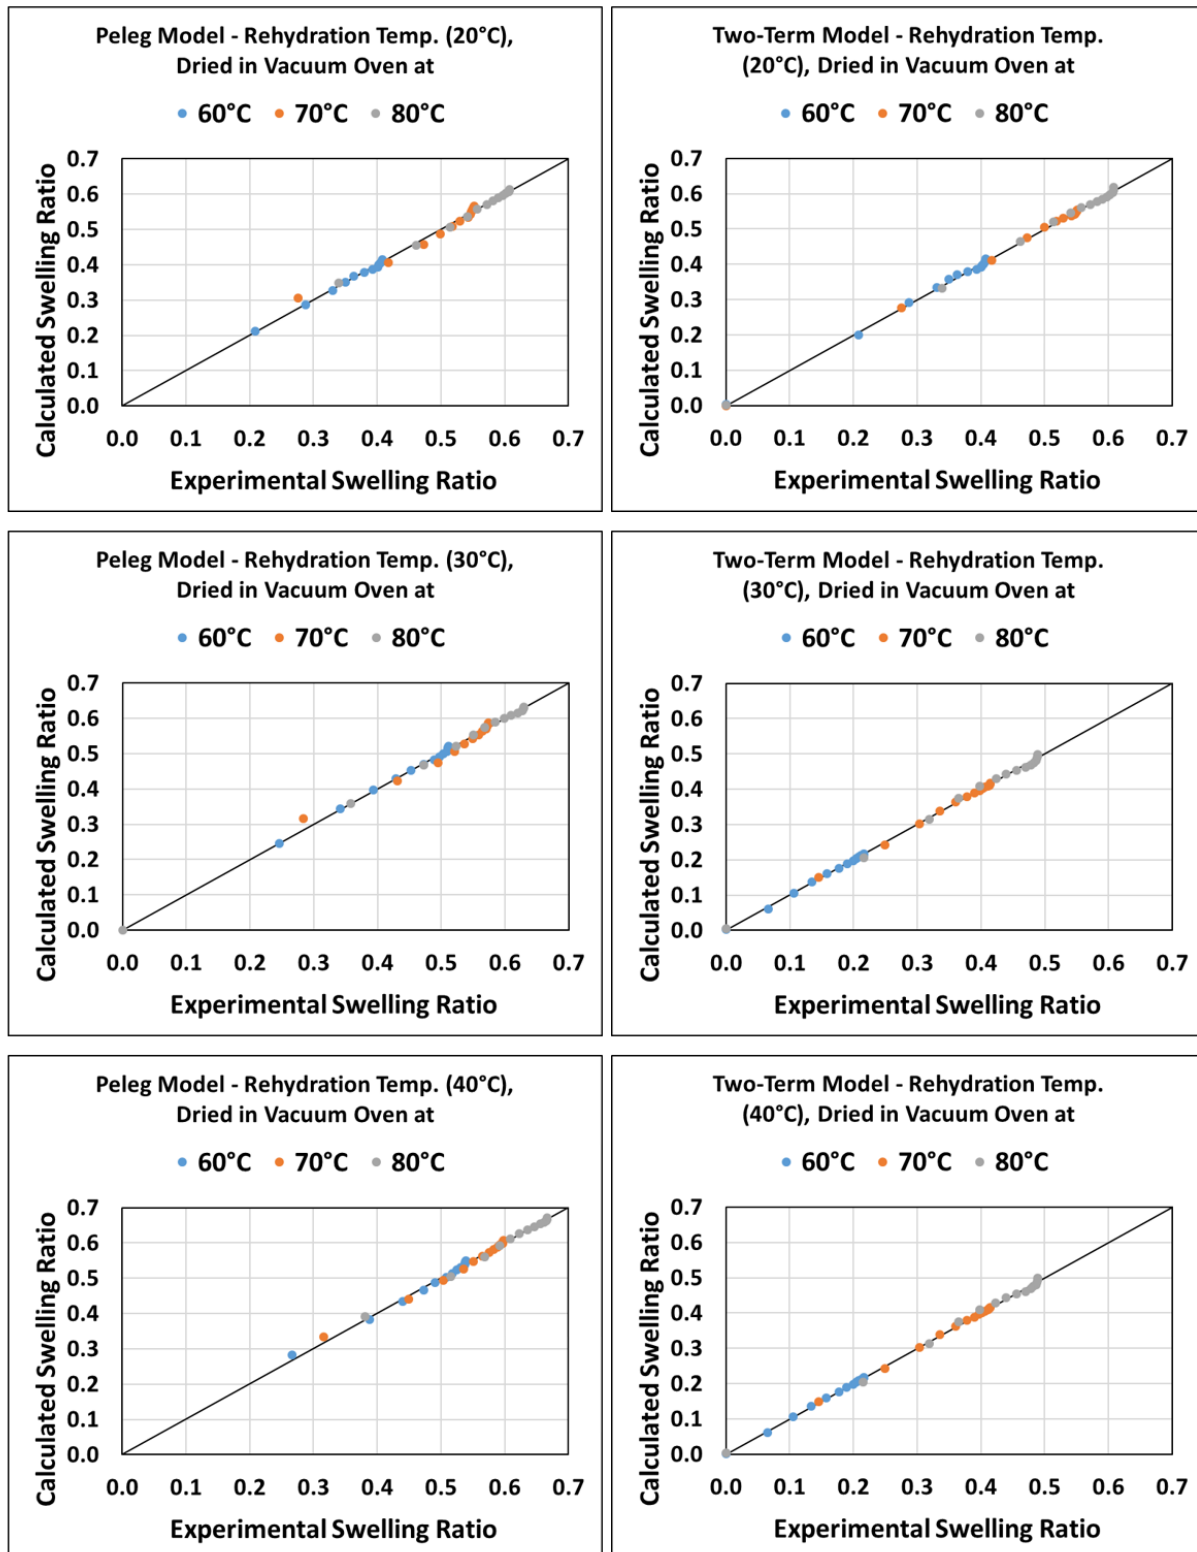 Peleg Model - Rehydration Temp. (20°C),
Dried in Vacuum Oven at
60°C 70°C 80°C
Calculated Swelling Ratio
0.7
0.6
0.5
0.4
0.3
0.2
0.1
0.0
0.0 0.1 0.2 0.3 0.4 0.5 0.6 0.7
Experimental Swelling Ratio
Two-Term Model - Rehydration Temp.
(20°C), Dried in Vacuum Oven at
60°C 70°C 80°C
Calculated Swelling Ratio
0.7
0.6
0.5
0.4
0.3
0.2
0.1
0.0
0.0 0.1 0.2 0.3 0.4 0.5 0.6 0.7
Experimental Swelling Ratio
Peleg Model - Rehydration Temp. (30°C),
Dried in Vacuum Oven at
60°C 70°C 80°C
Calculated Swelling Ratio
0.7
0.6
0.5
0.4
0.3
0.2
0.1
0.0
0.0 0.1 0.2 0.3 0.4 0.5 0.6 0.7
Experimental Swelling Ratio
Two-Term Model - Rehydration Temp.
(30°C), Dried in Vacuum Oven at
60°C 70°C 80°C
Calculated Swelling Ratio
0.7
0.6
0.5
0.4
0.3
0.2
0.1
0.0
0.0 0.1 0.2 0.3 0.4 0.5 0.6 0.7
Experimental Swelling Ratio
Peleg Model - Rehydration Temp. (40°C),
Dried in Vacuum Oven at
60°C 70°C 80°C
Calculated Swelling Ratio
0.7
0.6
0.5
0.4
0.3
0.2
0.1
0.0
0.0 0.1 0.2 0.3 0.4 0.5 0.6 0.7
Experimental Swelling Ratio
Two-Term Model - Rehydration Temp.
(40°C), Dried in Vacuum Oven at
60°C 70°C 80°C
Calculated Swelling Ratio
0.7
0.6
0.5
0.4
0.3
0.2
0.1
0.0
0.0 0.1 0.2 0.3 0.4 0.5 0.6 0.7
Experimental Swelling Ratio